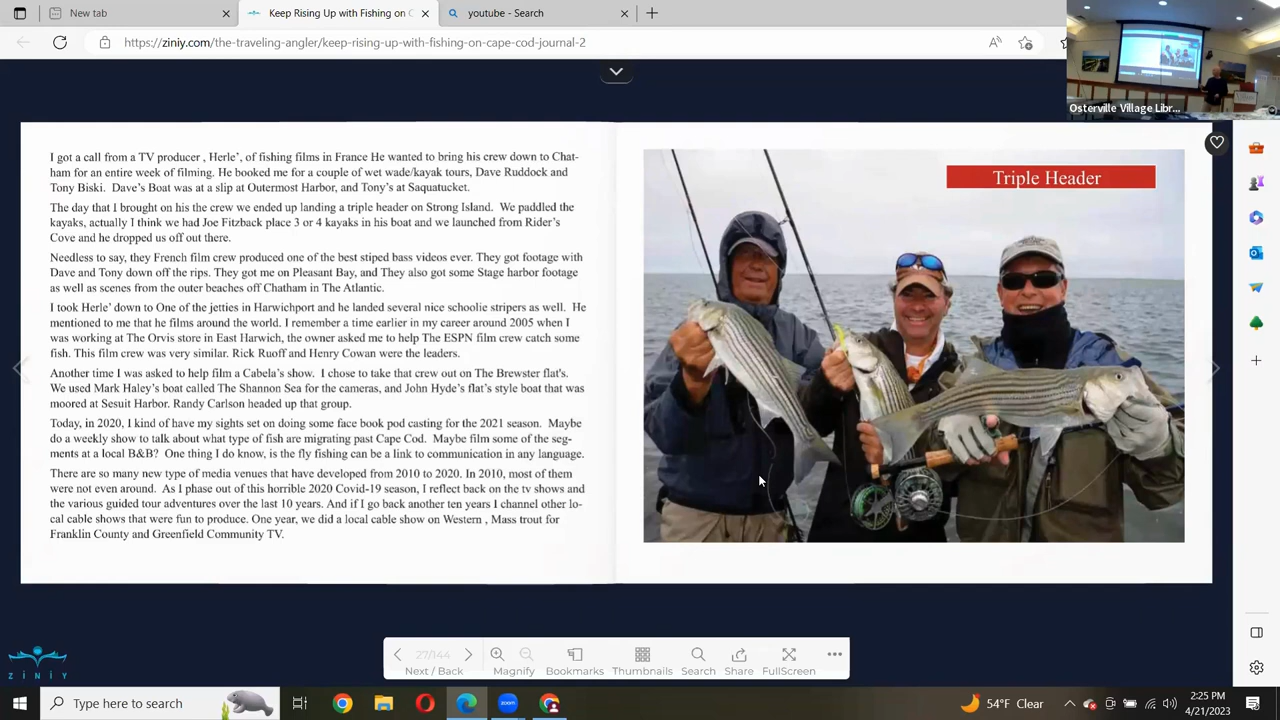 New tab
Keep Rising Up with Fishing on C
youtube - Search
https://ziniy.com/the-traveling-angler/keep-rising-up-with-fishing-on-cape-cod-journal-2
Osterville Village Libr...
I got a call from a TV producer , Herle', of fishing films in France He wanted to bring his crew down to Chat-
ham for an entire week of filming. He booked me for a couple of wet wade/kayak tours, Dave Ruddock and
Tony Biski. Dave's Boat was at a slip at Outermost Harbor, and Tony's at Saquatucket.
The day that I brought on his the crew we ended up landing a triple header on Strong Island. We paddled the
kayaks, actually I think we had Joe Fitzback place 3 or 4 kayaks in his boat and we launched from Rider's
Cove and he dropped us off out there.
Needless to say, they French film crew produced one of the best stiped bass videos ever. They got footage with
Dave and Tony down off the rips. They got me on Pleasant Bay, and They also got some Stage harbor footage
as well as scenes from the outer beaches off Chatham in The Atlantic.
I took Herle' down to One of the jetties in Harwichport and he landed several nice schoolie stripers as well. He
mentioned to me that he films around the world. I remember a time earlier in my career around 2005 when I
was working at The Orvis store in East Harwich, the owner asked me to help The ESPN film crew catch some
fish. This film crew was very similar. Rick Ruoff and Henry Cowan were the leaders.
Another time I was asked to help film a Cabela's show. I chose to take that crew out on The Brewster flat's.
We used Mark Haley's boat called The Shannon Sea for the cameras, and John Hyde's flat's style boat that was
moored at Sesuit Harbor. Randy Carlson headed up that group.
Today, in 2020, I kind of have my sights set on doing some face book pod casting for the 2021 season. Maybe
do a weekly show to talk about what type of fish are migrating past Cape Cod. Maybe film some of the seg-
ments at a local B&B? One thing I do know, is the fly fishing can be a link to communication in any language.
There are so many new type of media venues that have developed from 2010 to 2020. In 2010, most of them
were not even around. As I phase out of this horrible 2020 Covid-19 season, I reflect back on the tv shows and
the various guided tour adventures over the last 10 years. And if I go back another ten years I channel other lo-
cal cable shows that were fun to produce. One year, we did a local cable show on Western , Mass trout for
Franklin County and Greenfield Community TV.
Triple Header
27/144
Next / Back
Magnify
Bookmarks
Thumbnails
Search
Share
FullScreen
ZINIY
Type here to search
zoom
54°F Clear
2:25 PM
4/21/2023